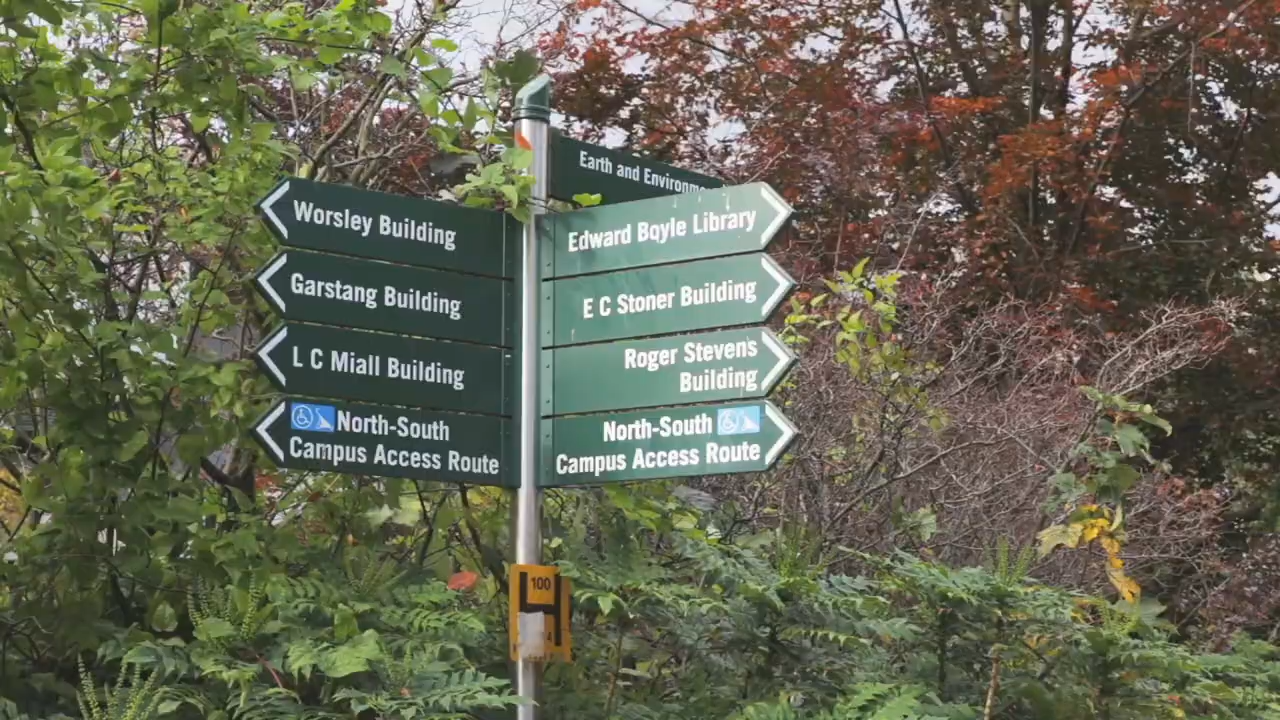 Earth and
Worsley Building
Garstang Building
L C Miall Building
North-South
Campus Access Route
Edward Boyle Library
E C Stoner Building
Roger Stevens
Building
North-South
Campus Access Route
100
H
4